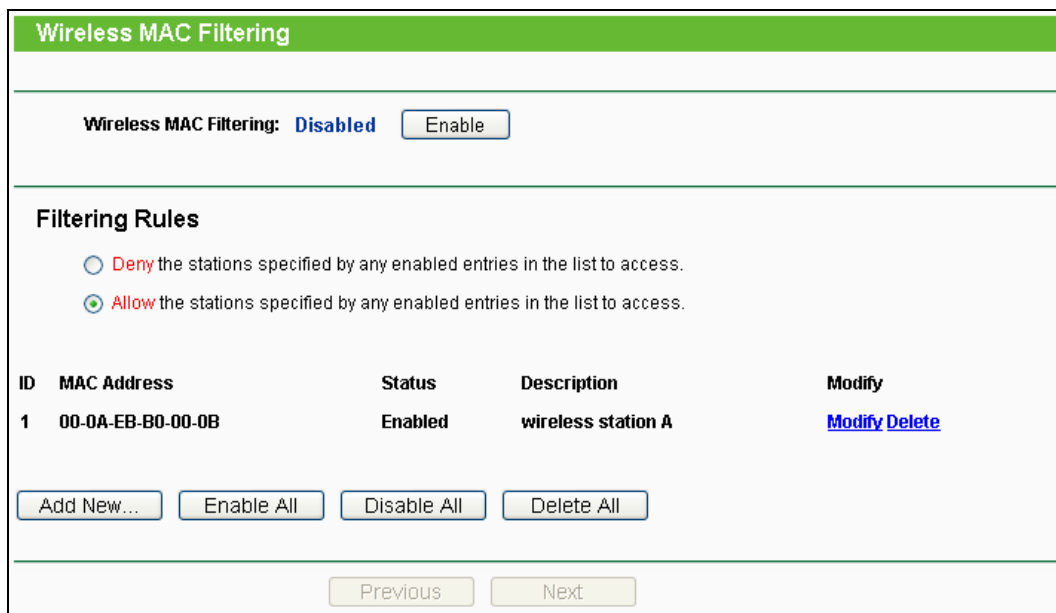 Wireless MAC Filtering
Wireless MAC Filtering: Disabled Enable
Filtering Rules
Deny the stations specified by any enabled entries in the list to access.
Allow the stations specified by any enabled entries in the list to access.
ID MAC Address Status Description Modify
1 00-0A-EB-B0-00-0B Enabled wireless station A Modify Delete
Add New... Enable All Disable All Delete All
Previous Next